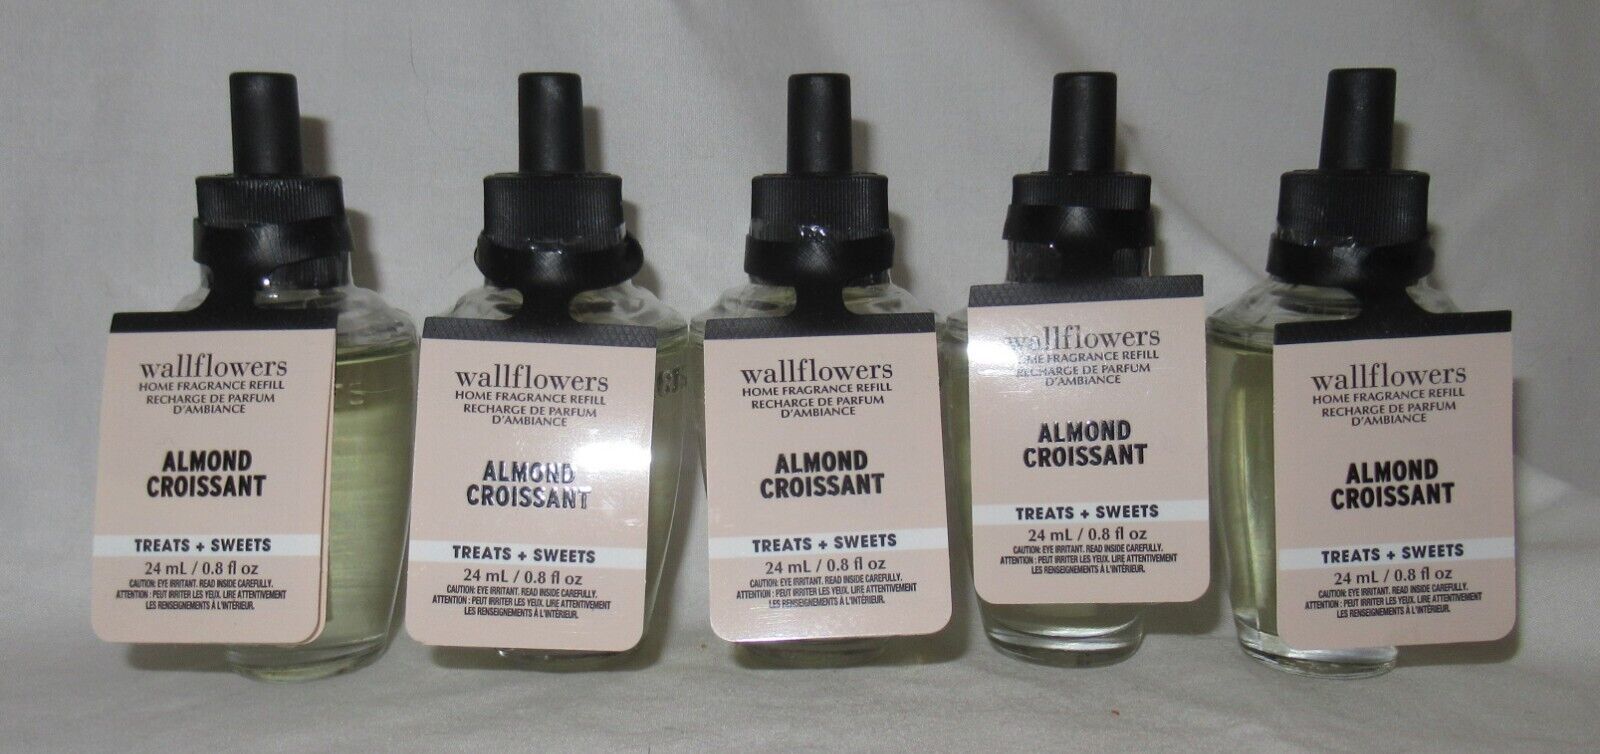 wallflowers
HOME FRAGRANCE REFILL
RECHARGE DE PARFUM
D'AMBIANCE
ALMOND
CROISSANT
TREATS + SWEETS
24 mL / 0.8 fl oz
CAUTION: EYE IRRITANT. READ INSIDE CAREFULLY.
ATTENTION : PEUT IRRITER LES YEUX. LIRE ATTENTIVEMENT
LES RENSEIGNEMENTS À L'INTÉRIEUR.
wallflowers
HOME FRAGRANCE REFILL
RECHARGE DE PARFUM
D'AMBIANCE
ALMOND
CROISSANT
TREATS + SWEETS
24 mL / 0.8 fl oz
CAUTION: EYE IRRITANT. READ INSIDE CAREFULLY.
ATTENTION : PEUT IRRITER LES YEUX. LIRE ATTENTIVEMENT
LES RENSEIGNEMENTS À L'INTÉRIEUR.
wallflowers
HOME FRAGRANCE REFILL
RECHARGE DE PARFUM
D'AMBIANCE
ALMOND
CROISSANT
TREATS + SWEETS
24 mL / 0.8 fl oz
CAUTION: EYE IRRITANT. READ INSIDE CAREFULLY.
ATTENTION : PEUT IRRITER LES YEUX. LIRE ATTENTIVEMENT
LES RENSEIGNEMENTS À L'INTÉRIEUR.
wallflowers
HOME FRAGRANCE REFILL
RECHARGE DE PARFUM
D'AMBIANCE
ALMOND
CROISSANT
TREATS + SWEETS
24 mL / 0.8 fl oz
CAUTION: EYE IRRITANT. READ INSIDE CAREFULLY.
ATTENTION : PEUT IRRITER LES YEUX. LIRE ATTENTIVEMENT
LES RENSEIGNEMENTS À L'INTÉRIEUR.
wallflowers
HOME FRAGRANCE REFILL
RECHARGE DE PARFUM
D'AMBIANCE
ALMOND
CROISSANT
TREATS + SWEETS
24 mL / 0.8 fl oz
CAUTION: EYE IRRITANT. READ INSIDE CAREFULLY.
ATTENTION : PEUT IRRITER LES YEUX. LIRE ATTENTIVEMENT
LES RENSEIGNEMENTS À L'INTÉRIEUR.